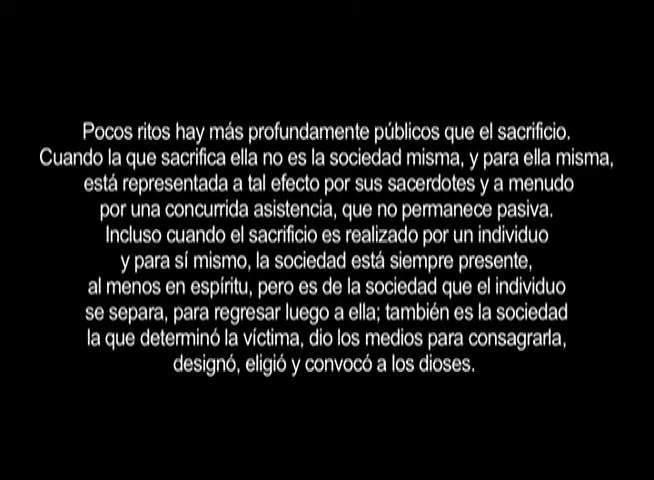 Pocos ritos hay más profundamente públicos que el sacrificio.
Cuando la que sacrifica ella no es la sociedad misma, y para ella misma,
está representada a tal efecto por sus sacerdotes y a menudo
por una concurrida asistencia, que no permanece pasiva.
Incluso cuando el sacrificio es realizado por un individuo
y para sí mismo, la sociedad está siempre presente,
al menos en espíritu, pero es de la sociedad que el individuo
se separa, para regresar luego a ella; también es la sociedad
la que determinó la víctima, dio los medios para consagrarla,
designó, eligió y convocó a los dioses.